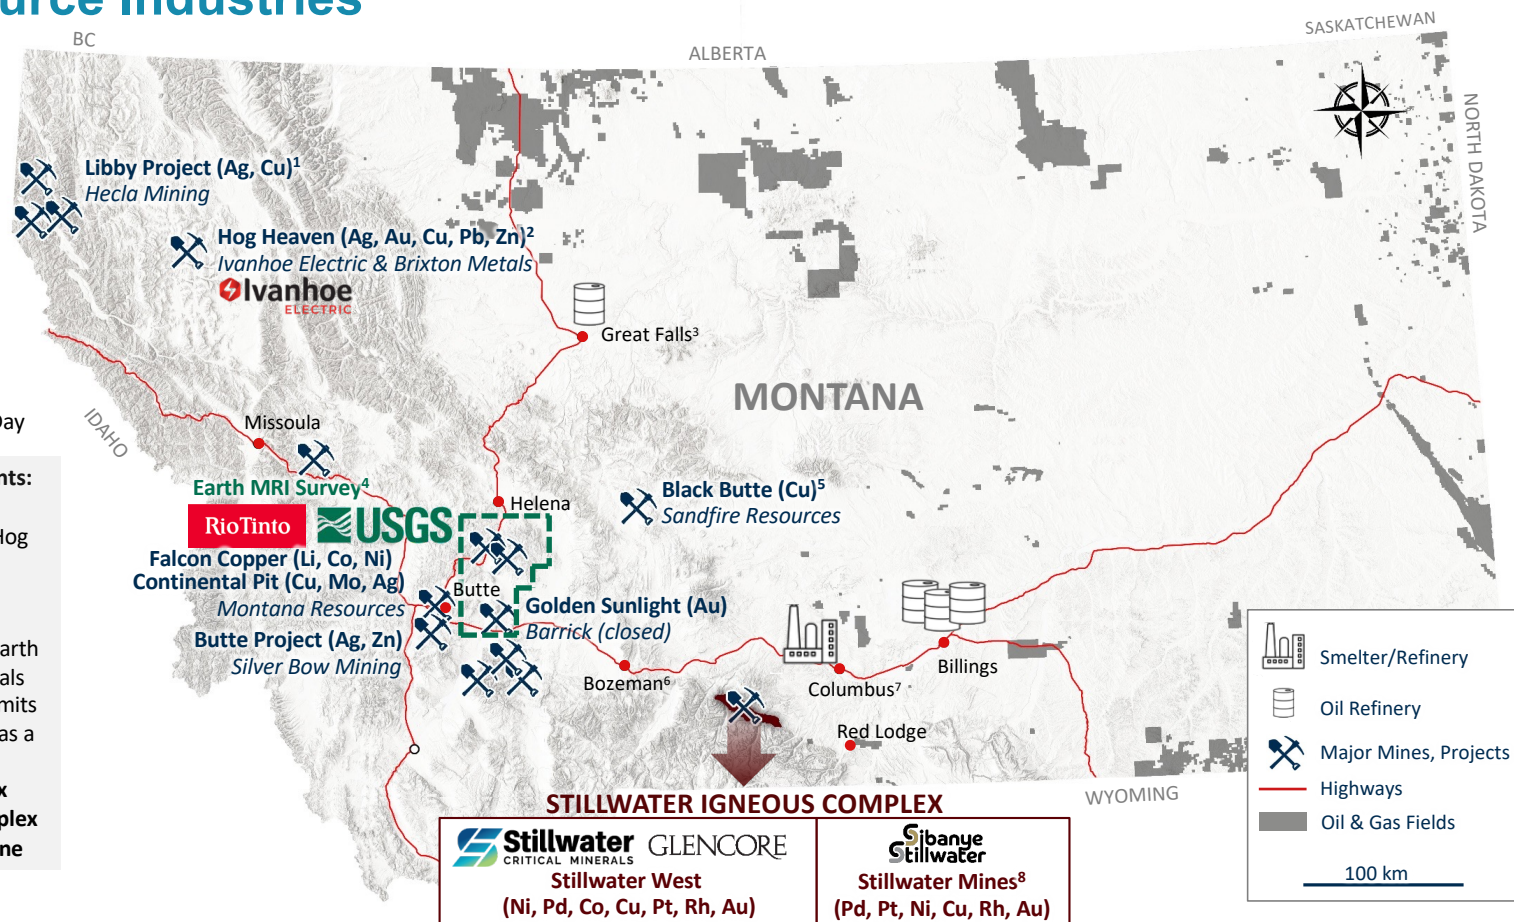 urce Industries
BC
ALBERTA
SASKATCHEWAN
NORTH DAKOTA
Libby Project (Ag, Cu)1
Hecla Mining
Hog Heaven (Ag, Au, Cu, Pb, Zn)2
Ivanhoe Electric & Brixton Metals
Ivanhoe
ELECTRIC
Great Falls3
MONTANA
IDAHO
Missoula
Day
nts:
Hog
arth
als
mits
as a
x
plex
ne
Earth MRI Survey4
RioTinto
USGS
Helena
Black Butte (Cu)5
Sandfire Resources
Falcon Copper (Li, Co, Ni)
Continental Pit (Cu, Mo, Ag)
Montana Resources
Butte
Golden Sunlight (Au)
Barrick (closed)
Butte Project (Ag, Zn)
Silver Bow Mining
Bozeman6
Columbus7
Billings
Red Lodge
WYOMING
STILLWATER IGNEOUS COMPLEX
Stillwater
CRITICAL MINERALS
GLENCORE
Stillwater West
(Ni, Pd, Co, Cu, Pt, Rh, Au)
Sibanye
Stillwater
Stillwater Mines8
(Pd, Pt, Ni, Cu, Rh, Au)
Smelter/Refinery
Oil Refinery
Major Mines, Projects
Highways
Oil & Gas Fields
100 km